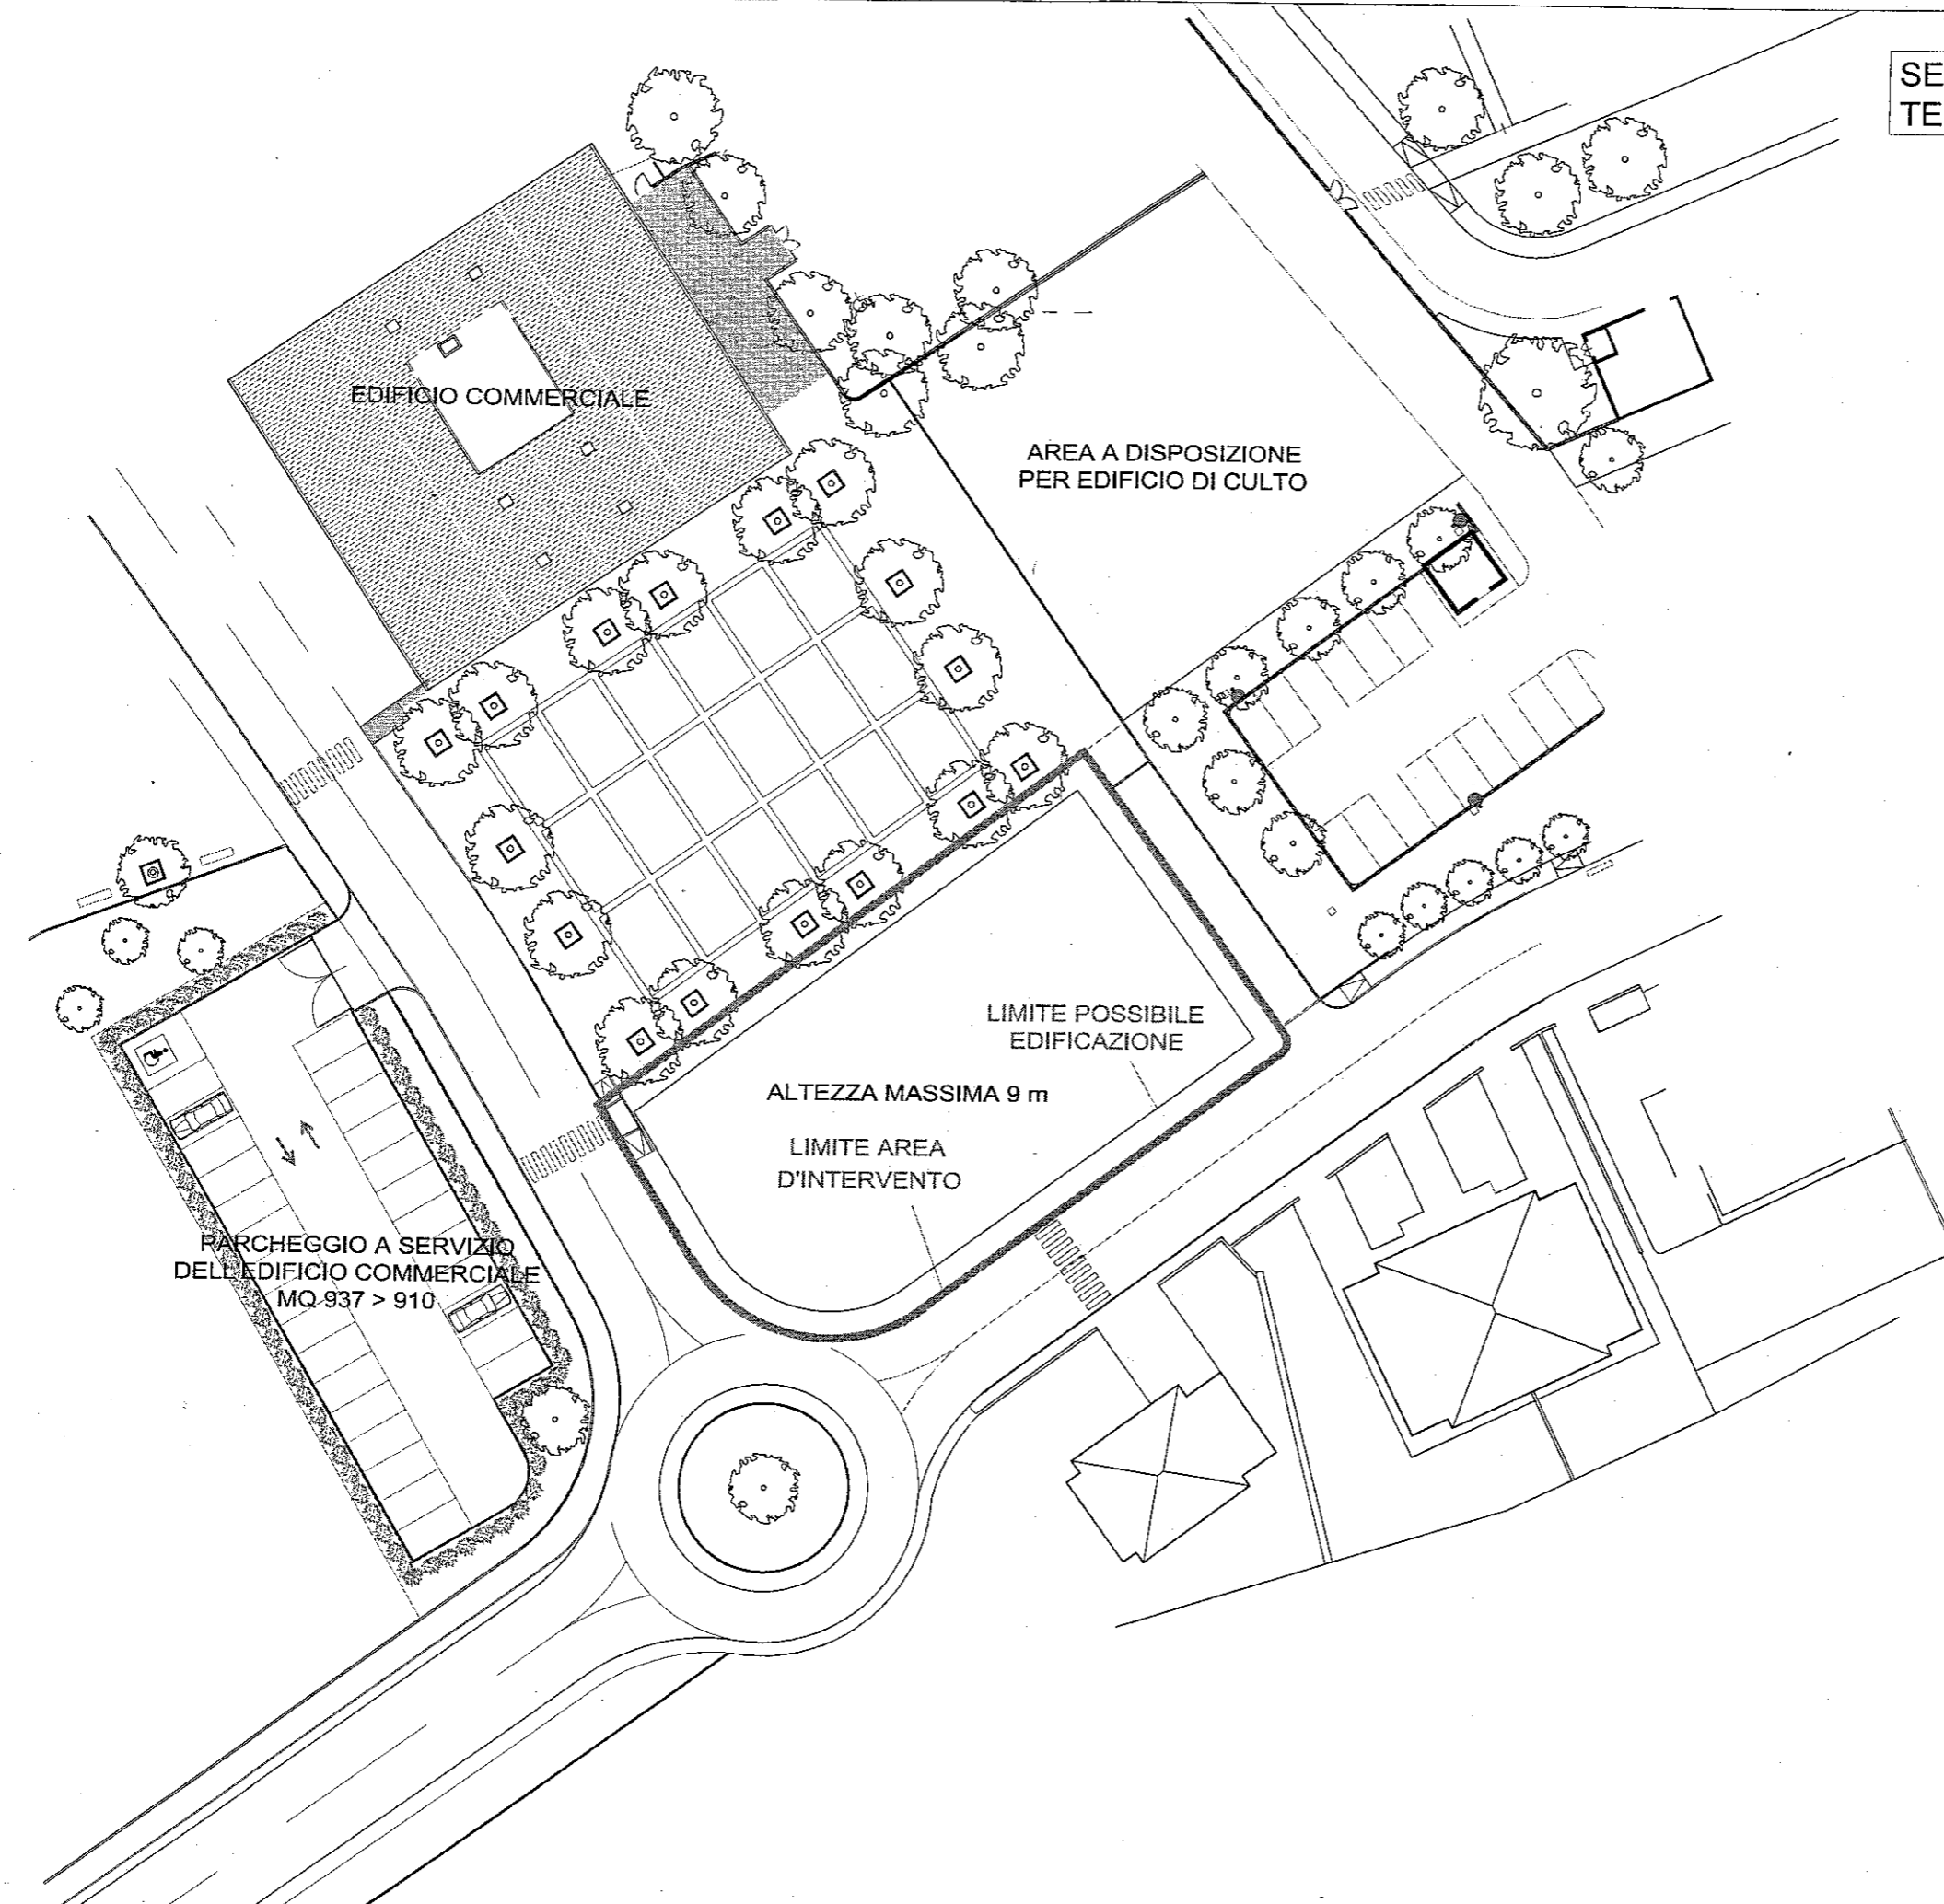 SE
TE
EDIFICIO COMMERCIALE
AREA A DISPOSIZIONE
PER EDIFICIO DI CULTO
LIMITE POSSIBILE
EDIFICAZIONE
ALTEZZA MASSIMA 9 m
LIMITE AREA
D'INTERVENTO
PARCHEGGIO A SERVIZIO
DELL'EDIFICIO COMMERCIALE
MQ 937 > 910